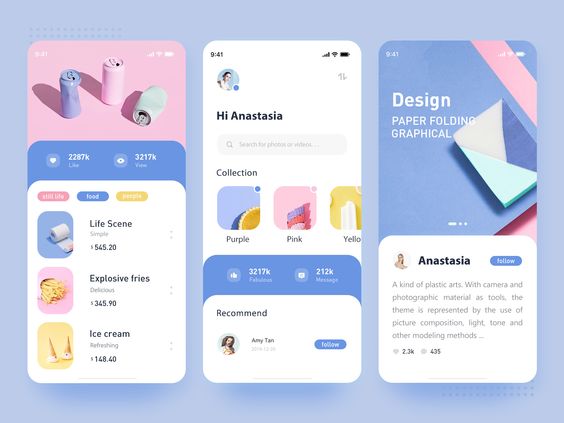 9:41
2287k
Like
3217k
View
still life
food
people
Life Scene
Simple
$ 545.20
Explosive fries
Delicious
$ 345.90
Ice cream
Refreshing
$ 148.40
9:41
Hi Anastasia
Search for photos or videos. . . .
Collection
Purple
Pink
Yello
3217k
Fabulous
212k
Message
Recommend
Amy Tan
2019-12-06
follow
9:41
Design
PAPER FOLDING
GRAPHICAL
Anastasia
follow
A kind of plastic arts. With camera and
photographic material as tools, the
theme is represented by the use of
picture composition, light, tone and
other modeling methods ...
2.3k
435